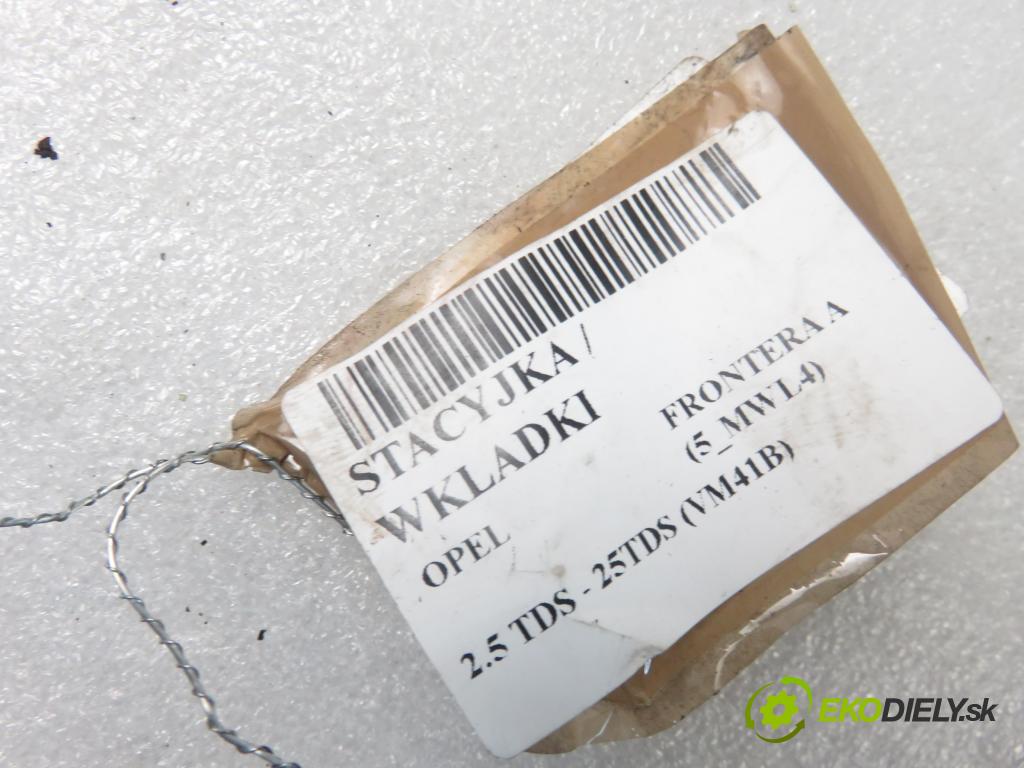 STACYJKA /
WKLADKI
OPEL
FRONTERA A
(5_MWL4)
2.5 TDS - 25TDS (VM41B)
EKODIELY.sk